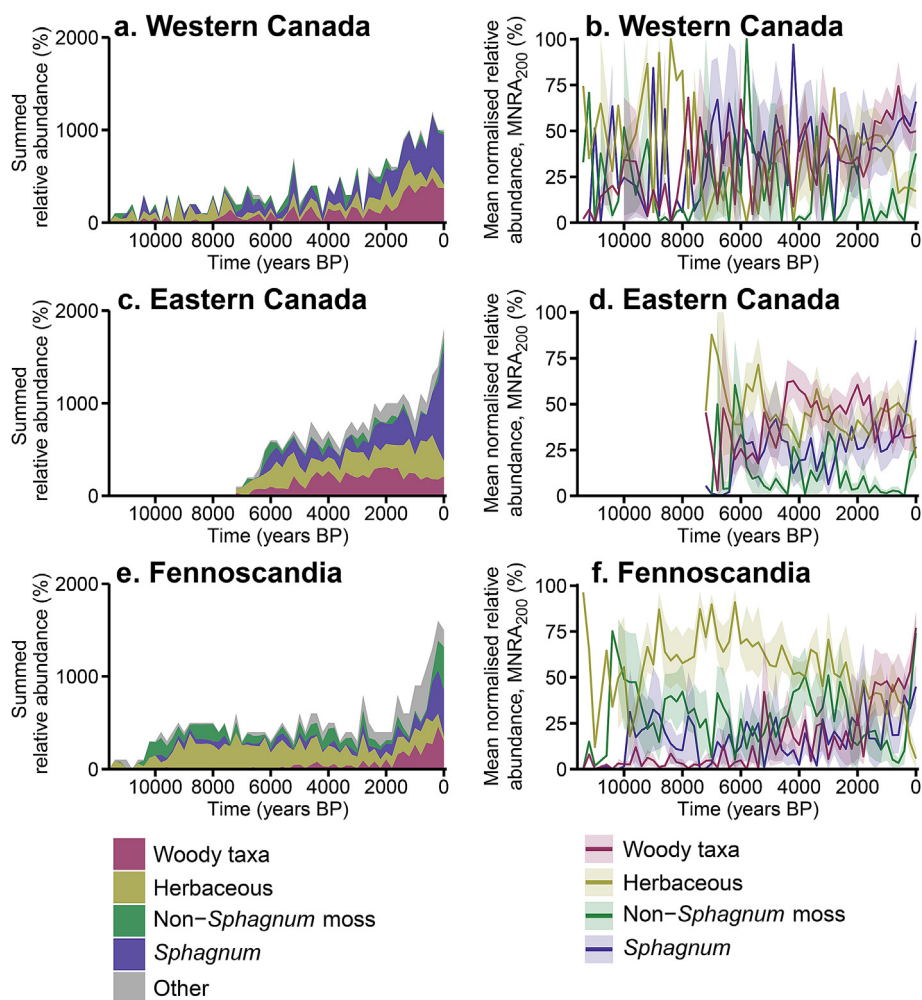 a. Western Canada
Summed
relative abundance (%)
2000
1000
0
10000 8000 6000 4000 2000 0
Time (years BP)
b. Western Canada
Mean normalised relative
abundance, MNRA200 (%)
100
75
50
25
0
10000 8000 6000 4000 2000 0
Time (years BP)
c. Eastern Canada
Summed
relative abundance (%)
2000
1000
0
10000 8000 6000 4000 2000 0
Time (years BP)
d. Eastern Canada
Mean normalised relative
abundance, MNRA200 (%)
100
75
50
25
0
10000 8000 6000 4000 2000 0
Time (years BP)
e. Fennoscandia
Summed
relative abundance (%)
2000
1000
0
10000 8000 6000 4000 2000 0
Time (years BP)
f. Fennoscandia
Mean normalised relative
abundance, MNRA200 (%)
100
75
50
25
0
10000 8000 6000 4000 2000 0
Time (years BP)
Woody taxa
Herbaceous
Non−Sphagnum moss
Sphagnum
Other
Woody taxa
Herbaceous
Non−Sphagnum moss
Sphagnum